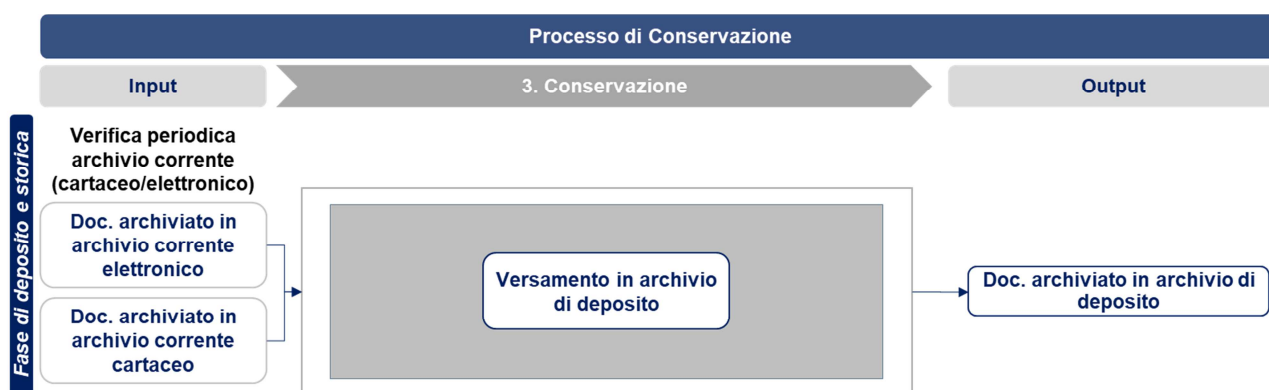 Processo di Conservazione
Input
3. Conservazione
Output
Fase di deposito e storica
Verifica periodica
archivio corrente
(cartaceo/elettronico)
Doc. archiviato in
archivio corrente
elettronico
Doc. archiviato in
archivio corrente
cartaceo
Versamento in archivio
di deposito
Doc. archiviato in archivio di
deposito